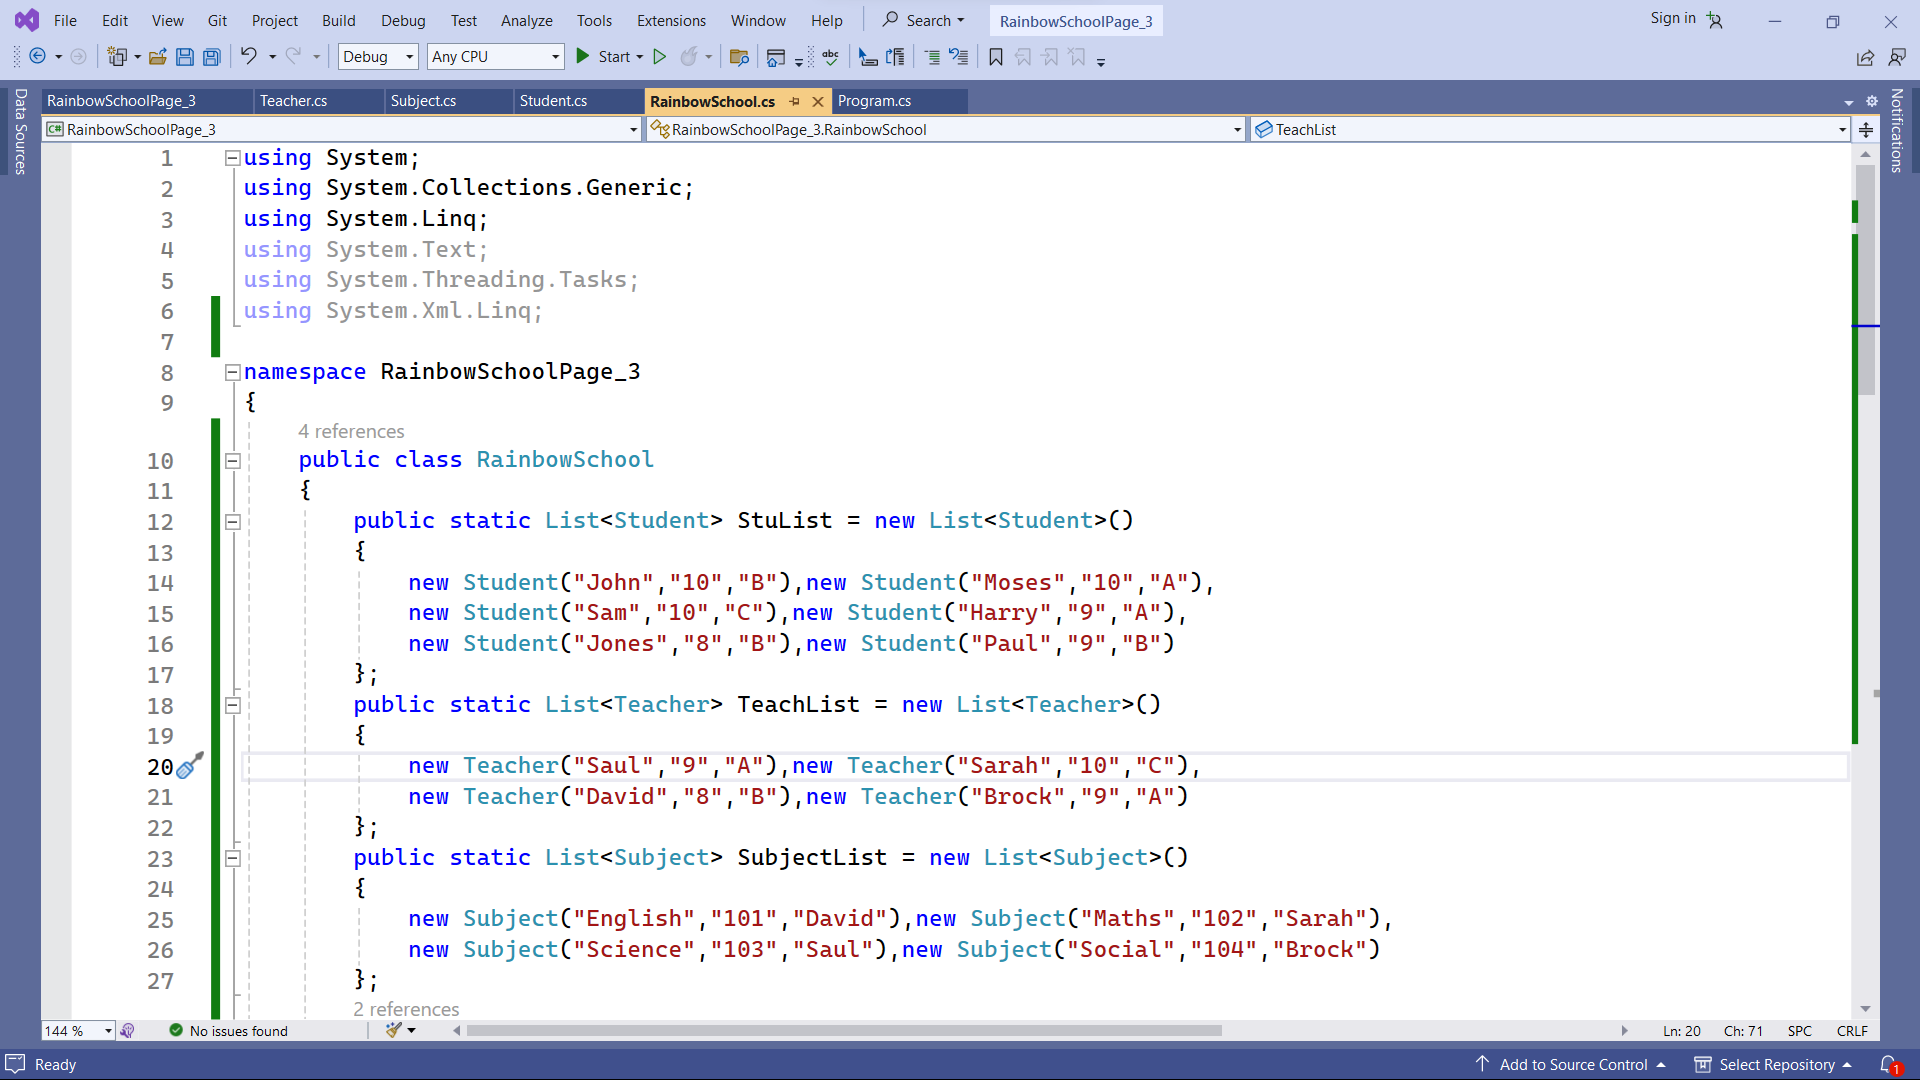 File Edit View Git Project Build Debug Test Analyze Tools Extensions Window Help Search RainbowSchoolPage_3 Sign in
Debug Any CPU Start abc
Data Sources
Notifications
RainbowSchoolPage_3 Teacher.cs Subject.cs Student.cs RainbowSchool.cs Program.cs
C# RainbowSchoolPage_3 RainbowSchoolPage_3.RainbowSchool TeachList
1 using System;
2 using System.Collections.Generic;
3 using System.Linq;
4 using System.Text;
5 using System.Threading.Tasks;
6 using System.Xml.Linq;
7
8 namespace RainbowSchoolPage_3
9 {
4 references
10 public class RainbowSchool
11 {
12 public static List<Student> StuList = new List<Student>()
13 {
14 new Student("John","10","B"),new Student("Moses","10","A"),
15 new Student("Sam","10","C"),new Student("Harry","9","A"),
16 new Student("Jones","8","B"),new Student("Paul","9","B")
17 };
18 public static List<Teacher> TeachList = new List<Teacher>()
19 {
20 new Teacher("Saul","9","A"),new Teacher("Sarah","10","C"),
21 new Teacher("David","8","B"),new Teacher("Brock","9","A")
22 };
23 public static List<Subject> SubjectList = new List<Subject>()
24 {
25 new Subject("English","101","David"),new Subject("Maths","102","Sarah"),
26 new Subject("Science","103","Saul"),new Subject("Social","104","Brock")
27 };
2 references
144 % No issues found Ln: 20 Ch: 71 SPC CRLF
Ready Add to Source Control Select Repository 1